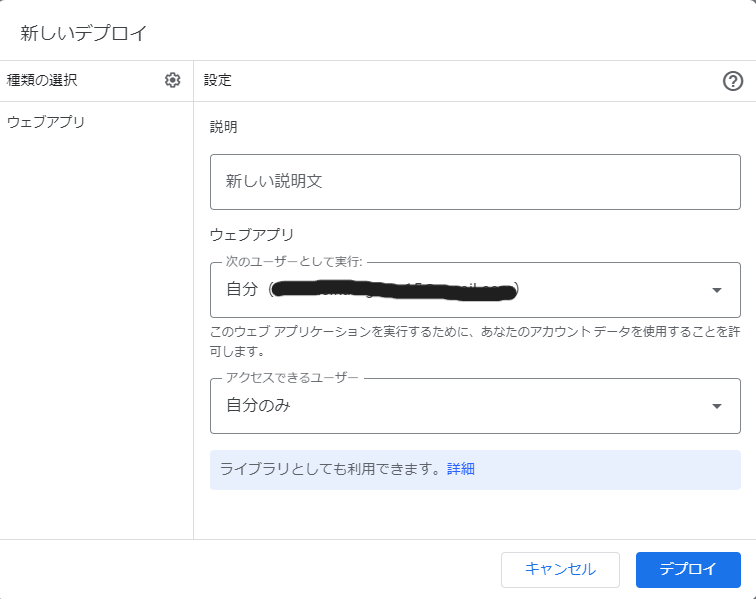 新しいデプロイ
種類の選択
設定
ウェブアプリ
説明
新しい説明文
ウェブアプリ
次のユーザーとして実行:
自分（ ）
このウェブ アプリケーションを実行するために、あなたのアカウント データを使用することを許
可します。
アクセスできるユーザー
自分のみ
ライブラリとしても利用できます。詳細
キャンセル
デプロイ